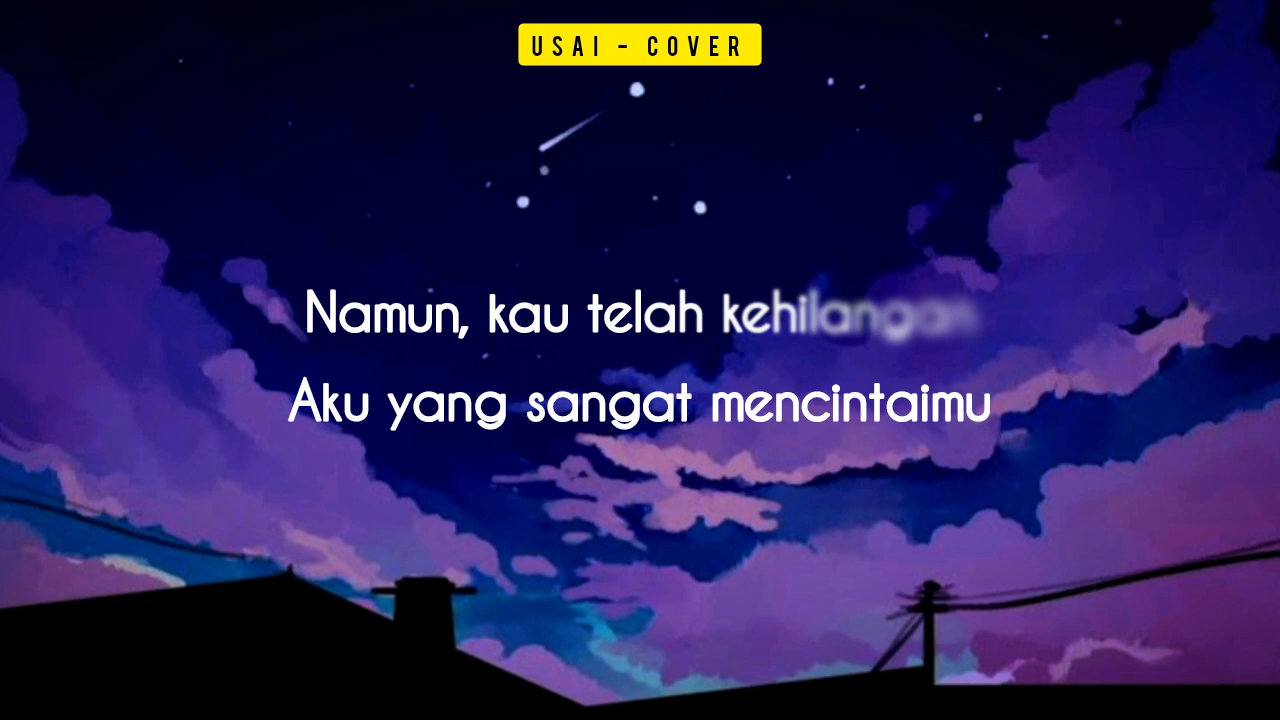 USAI - COVER
Namun, kau telah kehilangan
Aku yang sangat mencintaimu